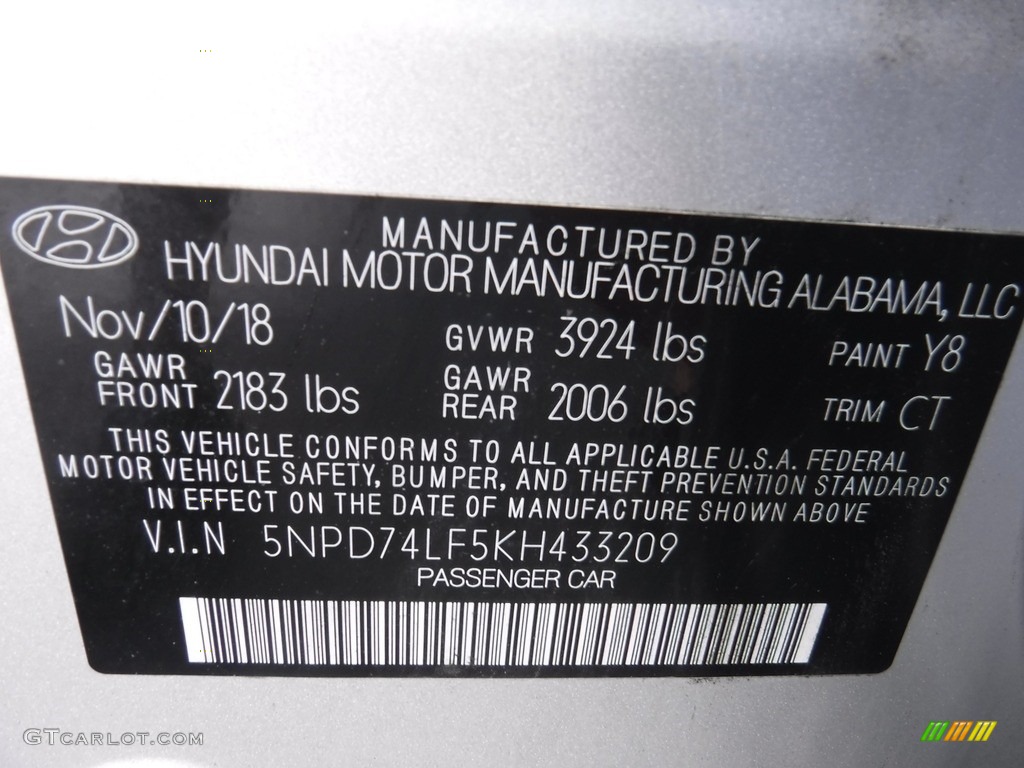 MANUFACTURED BY
HYUNDAI MOTOR MANUFACTURING ALABAMA, LLC
Nov/10/18 GVWR 3924 lbs PAINT Y8
GAWR FRONT 2183 lbs GAWR REAR 2006 lbs TRIM CT
THIS VEHICLE CONFORMS TO ALL APPLICABLE U.S.A. FEDERAL
MOTOR VEHICLE SAFETY, BUMPER, AND THEFT PREVENTION STANDARDS
IN EFFECT ON THE DATE OF MANUFACTURE SHOWN ABOVE
V.I.N 5NPD74LF5KH433209
PASSENGER CAR
GTCARLOT.COM